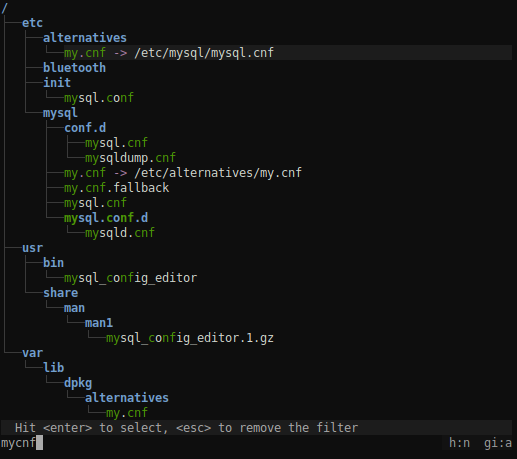 /
etc
alternatives
my.cnf -> /etc/mysql/mysql.cnf
bluetooth
init
mysql.conf
mysql
conf.d
mysql.cnf
mysqldump.cnf
my.cnf -> /etc/alternatives/my.cnf
my.cnf.fallback
mysql.cnf
mysql.conf.d
mysqld.cnf
usr
bin
mysql_config_editor
share
man
man1
mysql_config_editor.1.gz
var
lib
dpkg
alternatives
my.cnf
Hit <enter> to select, <esc> to remove the filter
mycnf h:n gi:a